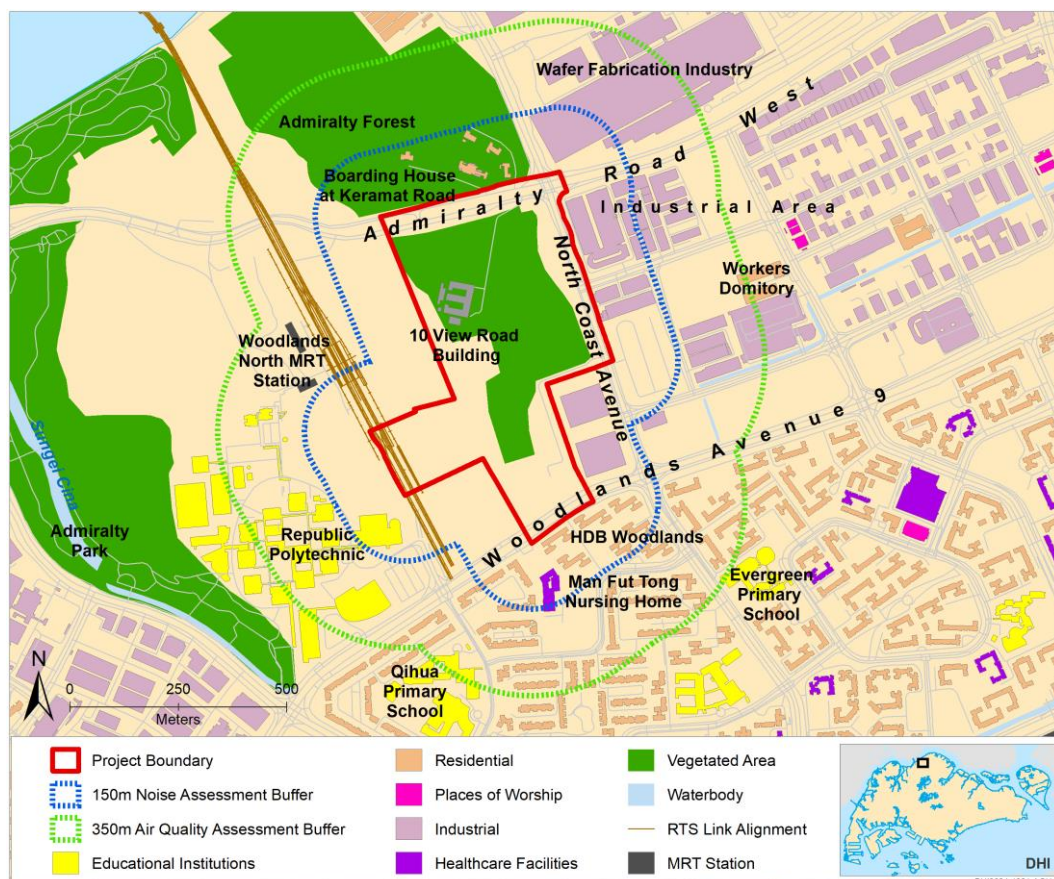 Wafer Fabrication Industry
Admiralty Forest
Boarding House
at Keramat Road
Admiralty Road West
Industrial Area
North Coast Avenue
Workers
Domitory
10 View Road
Building
Woodlands
North MRT
Station
Woodlands Avenue 9
Sungei Cina
Admiralty
Park
Republic
Polytechnic
HDB Woodlands
Man Fut Tong
Nursing Home
Evergreen
Primary
School
Qihua
Primary
School
N
0 250 500
Meters
Project Boundary
150m Noise Assessment Buffer
350m Air Quality Assessment Buffer
Educational Institutions
Residential
Places of Worship
Industrial
Healthcare Facilities
Vegetated Area
Waterbody
RTS Link Alignment
MRT Station
DHI